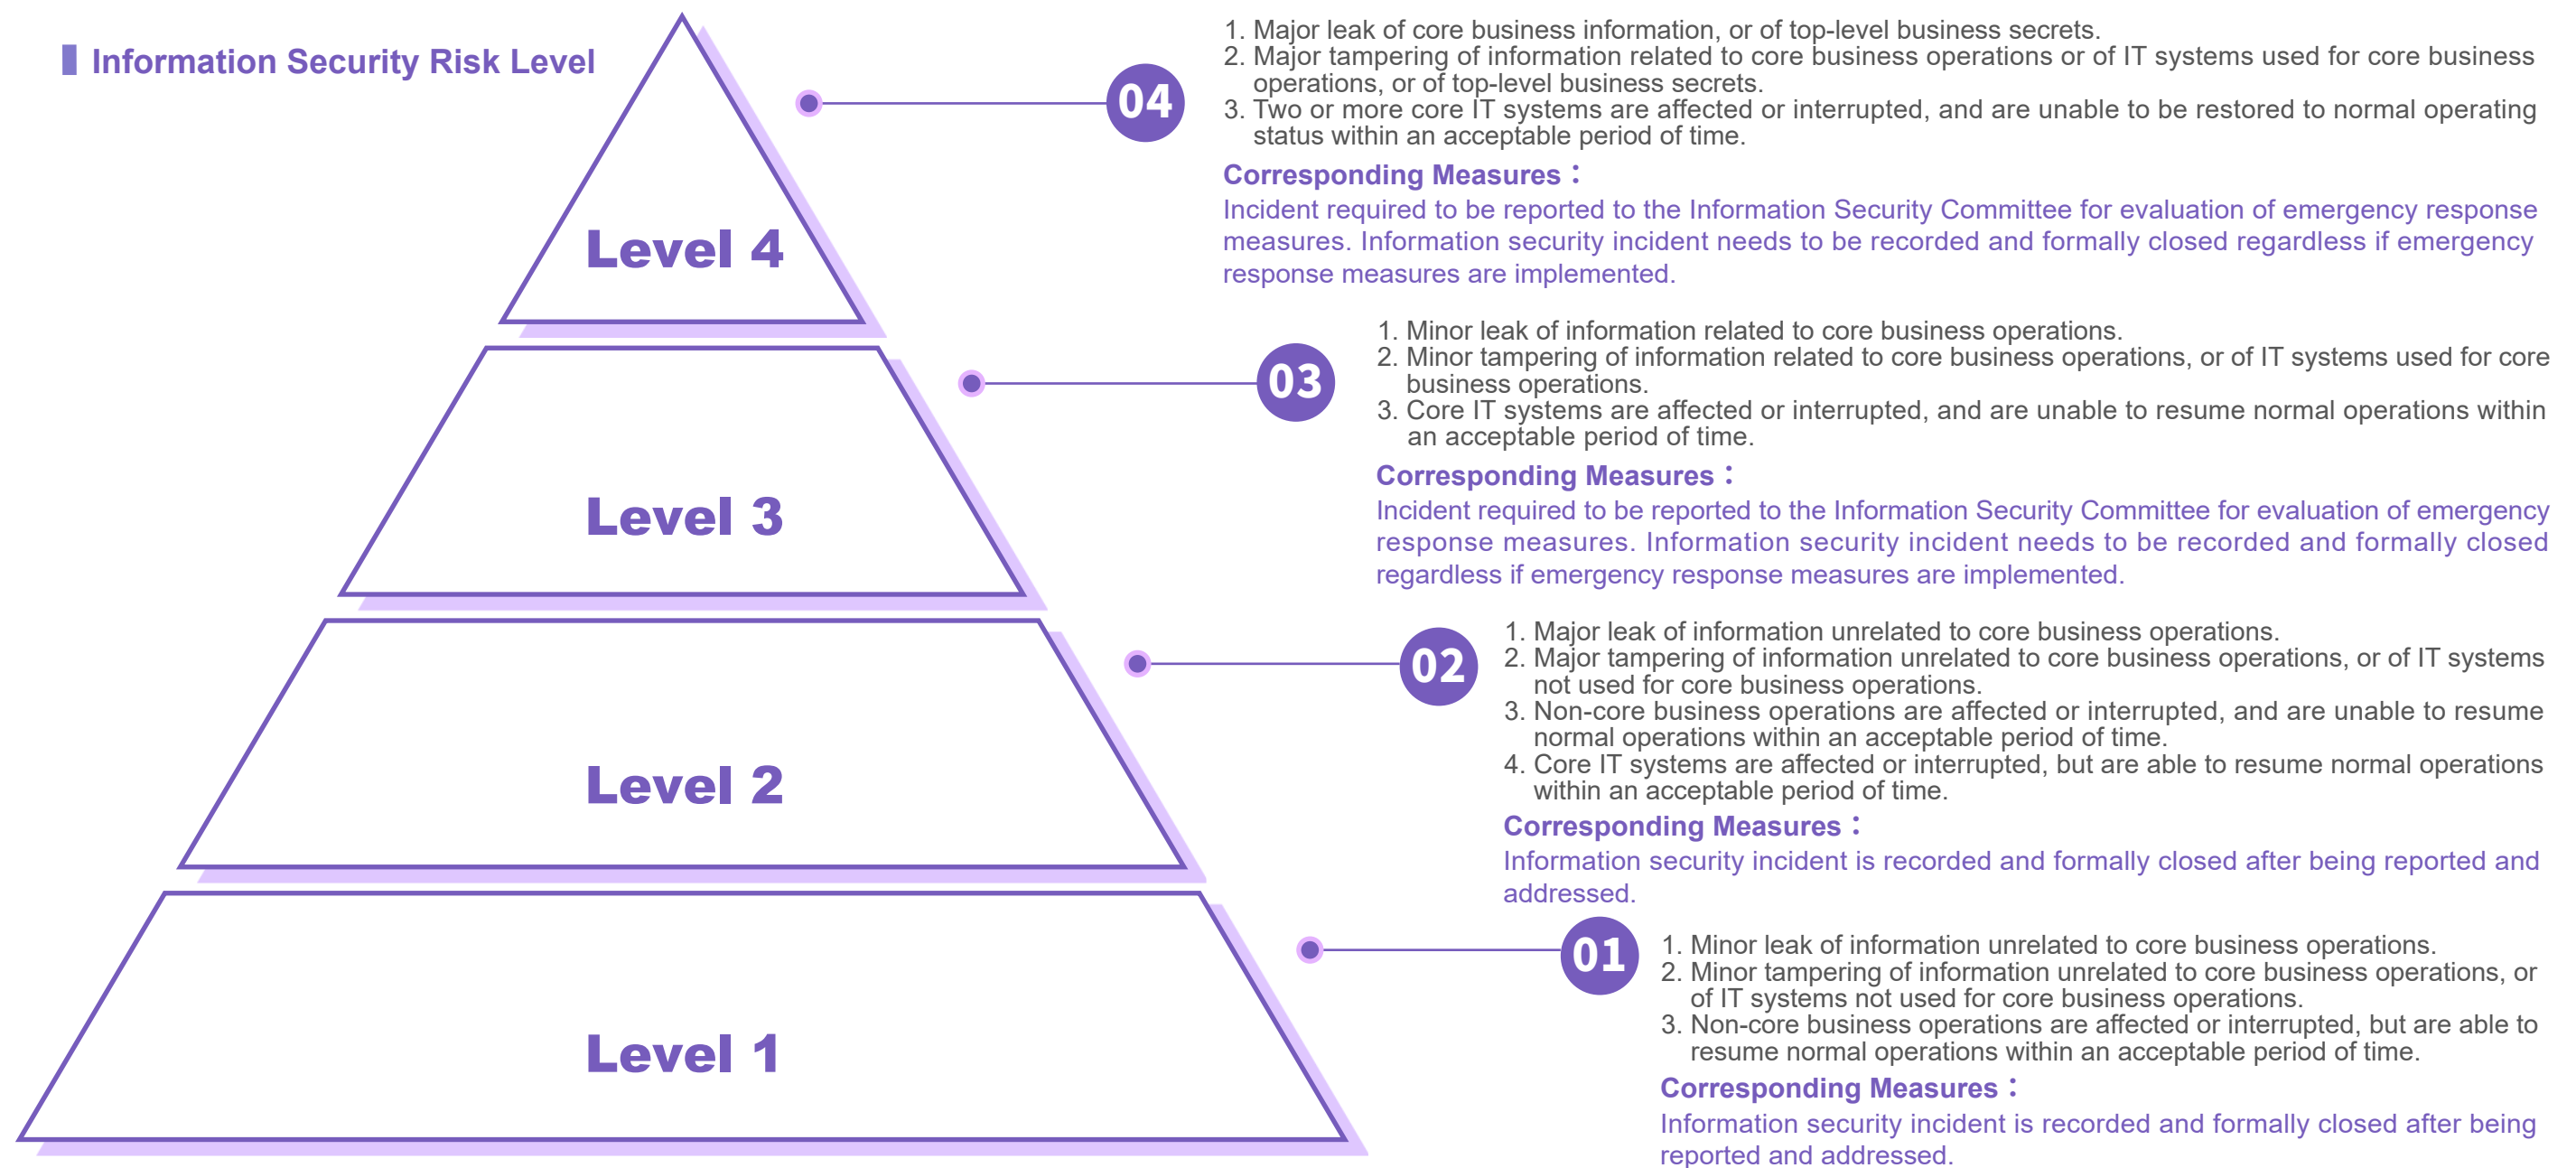 Information Security Risk Level
Level 4
04
1. Major leak of core business information, or of top-level business secrets.
2. Major tampering of information related to core business operations or of IT systems used for core business
operations, or of top-level business secrets.
3. Two or more core IT systems are affected or interrupted, and are unable to be restored to normal operating
status within an acceptable period of time.
Corresponding Measures：
Incident required to be reported to the Information Security Committee for evaluation of emergency response
measures. Information security incident needs to be recorded and formally closed regardless if emergency
response measures are implemented.
Level 3
03
1. Minor leak of information related to core business operations.
2. Minor tampering of information related to core business operations, or of IT systems used for core
business operations.
3. Core IT systems are affected or interrupted, and are unable to resume normal operations within
an acceptable period of time.
Corresponding Measures：
Incident required to be reported to the Information Security Committee for evaluation of emergency
response measures. Information security incident needs to be recorded and formally closed
regardless if emergency response measures are implemented.
Level 2
02
1. Major leak of information unrelated to core business operations.
2. Major tampering of information unrelated to core business operations, or of IT systems
not used for core business operations.
3. Non-core business operations are affected or interrupted, and are unable to resume
normal operations within an acceptable period of time.
4. Core IT systems are affected or interrupted, but are able to resume normal operations
within an acceptable period of time.
Corresponding Measures：
Information security incident is recorded and formally closed after being reported and
addressed.
Level 1
01
1. Minor leak of information unrelated to core business operations.
2. Minor tampering of information unrelated to core business operations, or
of IT systems not used for core business operations.
3. Non-core business operations are affected or interrupted, but are able to
resume normal operations within an acceptable period of time.
Corresponding Measures：
Information security incident is recorded and formally closed after being
reported and addressed.